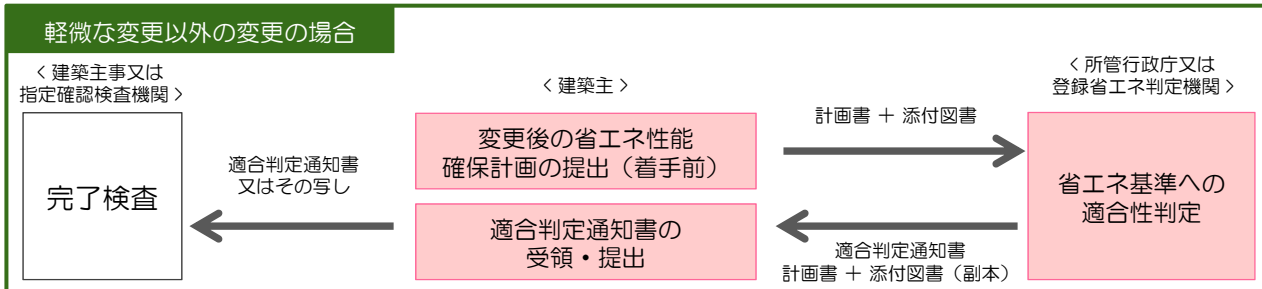 軽微な変更以外の変更の場合
< 建築主事又は
指定確認検査機関 >
完了検査
適合判定通知書
又はその写し
< 建築主 >
変更後の省エネ性能
確保計画の提出（着手前）
適合判定通知書の
受領・提出
計画書 ＋ 添付図書
適合判定通知書
計画書 ＋ 添付図書（副本）
< 所管行政庁又は
登録省エネ判定機関 >
省エネ基準への
適合性判定